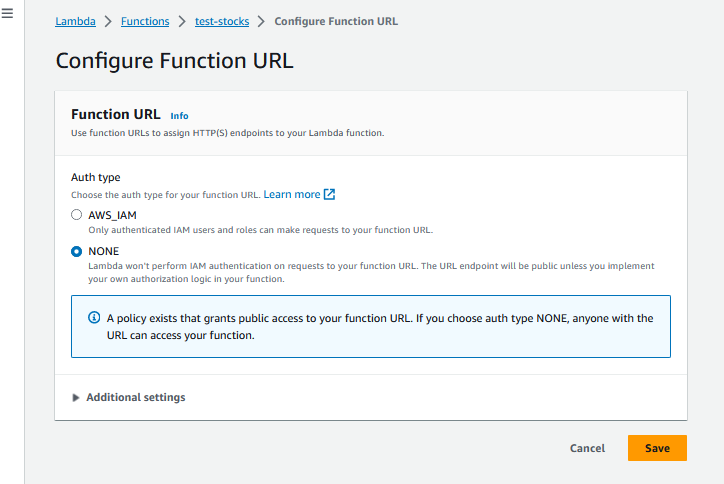 Lambda > Functions > test-stocks > Configure Function URL
Configure Function URL
Function URL Info
Use function URLs to assign HTTP(S) endpoints to your Lambda function.
Auth type
Choose the auth type for your function URL. Learn more
AWS_IAM
Only authenticated IAM users and roles can make requests to your function URL.
NONE
Lambda won't perform IAM authentication on requests to your function URL. The URL endpoint will be public unless you implement
your own authorization logic in your function.
A policy exists that grants public access to your function URL. If you choose auth type NONE, anyone with the
URL can access your function.
Additional settings
Cancel Save